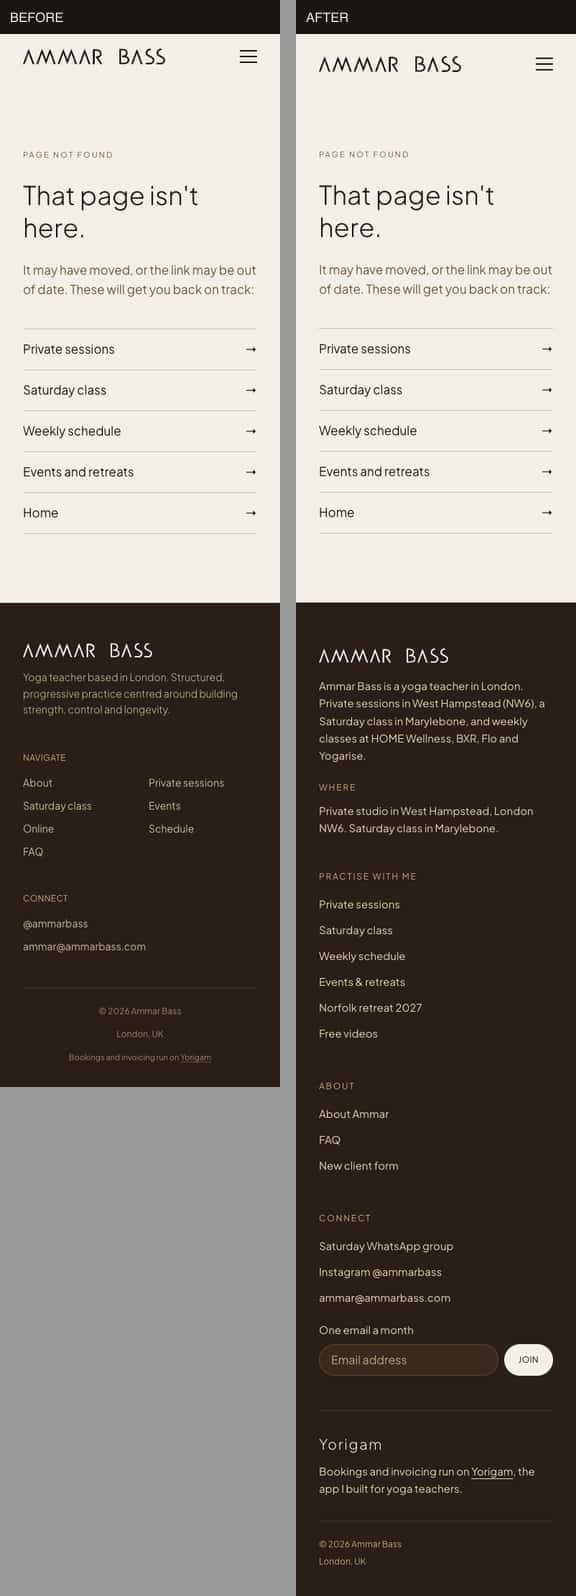 BEFORE
AMMAR BASS
PAGE NOT FOUND
That page isn't
here.
It may have moved, or the link may be out
of date. These will get you back on track:
Private sessions →
Saturday class →
Weekly schedule →
Events and retreats →
Home →
AMMAR BASS
Yoga teacher based in London. Structured,
progressive practice centred around building
strength, control and longevity.
NAVIGATE
About Private sessions
Saturday class Events
Online Schedule
FAQ
CONNECT
@ammarbass
ammar@ammarbass.com
© 2026 Ammar Bass
London, UK
Bookings and invoicing run on Yorigam
AFTER
AMMAR BASS
PAGE NOT FOUND
That page isn't
here.
It may have moved, or the link may be out
of date. These will get you back on track:
Private sessions →
Saturday class →
Weekly schedule →
Events and retreats →
Home →
AMMAR BASS
Ammar Bass is a yoga teacher in London.
Private sessions in West Hampstead (NW6), a
Saturday class in Marylebone, and weekly
classes at HOME Wellness, BXR, Flo and
Yogarise.
WHERE
Private studio in West Hampstead, London
NW6. Saturday class in Marylebone.
PRACTISE WITH ME
Private sessions
Saturday class
Weekly schedule
Events & retreats
Norfolk retreat 2027
Free videos
ABOUT
About Ammar
FAQ
New client form
CONNECT
Saturday WhatsApp group
Instagram @ammarbass
ammar@ammarbass.com
One email a month
Email address JOIN
Yorigam
Bookings and invoicing run on Yorigam, the
app I built for yoga teachers.
© 2026 Ammar Bass
London, UK